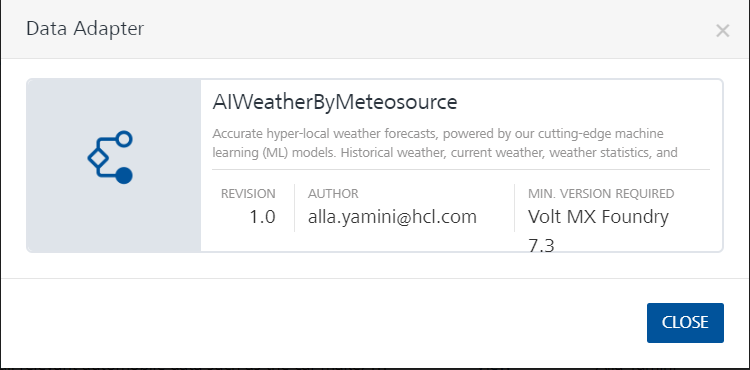 Data Adapter
×
AIWeatherByMeteosource
Accurate hyper-local weather forecasts, powered by our cutting-edge machine
learning (ML) models. Historical weather, current weather, weather statistics, and
REVISION AUTHOR MIN. VERSION REQUIRED
1.0 alla.yamini@hcl.com Volt MX Foundry
7.3
CLOSE